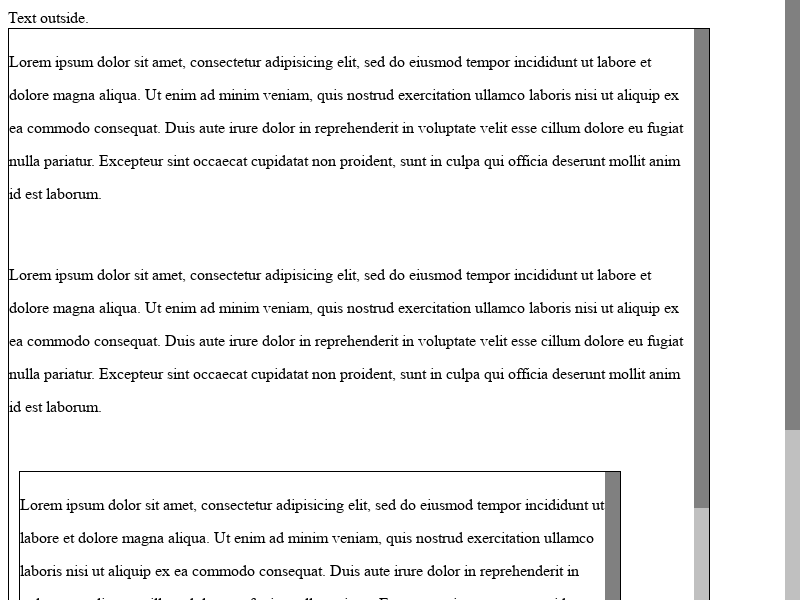 Text outside.
Lorem ipsum dolor sit amet, consectetur adipisicing elit, sed do eiusmod tempor incididunt ut labore et
dolore magna aliqua. Ut enim ad minim veniam, quis nostrud exercitation ullamco laboris nisi ut aliquip ex
ea commodo consequat. Duis aute irure dolor in reprehenderit in voluptate velit esse cillum dolore eu fugiat
nulla pariatur. Excepteur sint occaecat cupidatat non proident, sunt in culpa qui officia deserunt mollit anim
id est laborum.
Lorem ipsum dolor sit amet, consectetur adipisicing elit, sed do eiusmod tempor incididunt ut labore et
dolore magna aliqua. Ut enim ad minim veniam, quis nostrud exercitation ullamco laboris nisi ut aliquip ex
ea commodo consequat. Duis aute irure dolor in reprehenderit in voluptate velit esse cillum dolore eu fugiat
nulla pariatur. Excepteur sint occaecat cupidatat non proident, sunt in culpa qui officia deserunt mollit anim
id est laborum.
Lorem ipsum dolor sit amet, consectetur adipisicing elit, sed do eiusmod tempor incididunt ut
labore et dolore magna aliqua. Ut enim ad minim veniam, quis nostrud exercitation ullamco
laboris nisi ut aliquip ex ea commodo consequat. Duis aute irure dolor in reprehenderit in